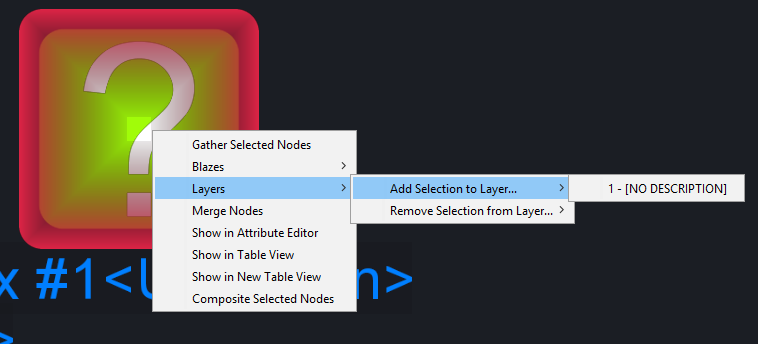 ?
Gather Selected Nodes
Blazes
Layers
Add Selection to Layer...
1 - [NO DESCRIPTION]
Merge Nodes
Remove Selection from Layer...
Show in Attribute Editor
Show in Table View
Show in New Table View
Composite Selected Nodes
x #1<U n>
>